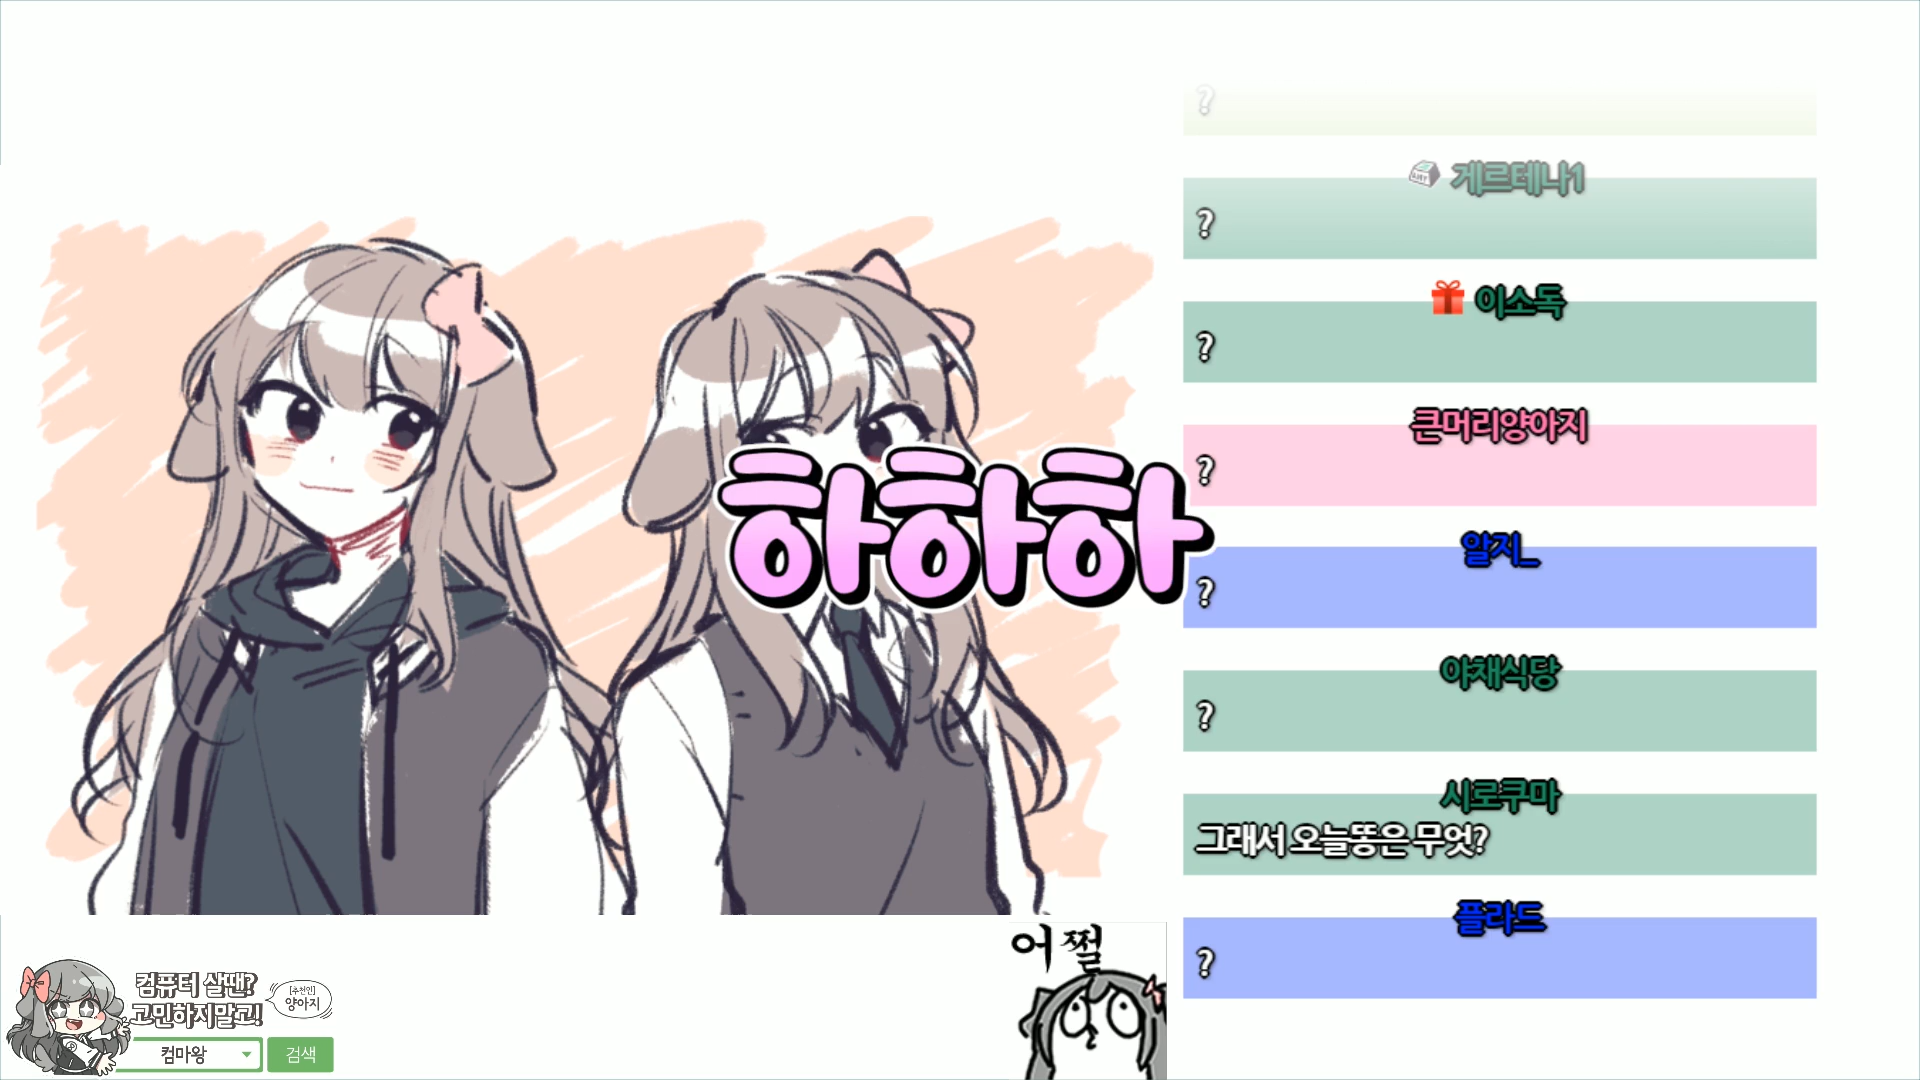 ?
게르테나1
?
이소독
?
큰머리양아지
?
알지_
?
야채식당
?
시로쿠마
그래서 오늘똥은 무엇?
플라드
?
하하하
어쩔
컴퓨터 살땐?
고민하지말고!
[추천인]
양아지
컴마왕
검색